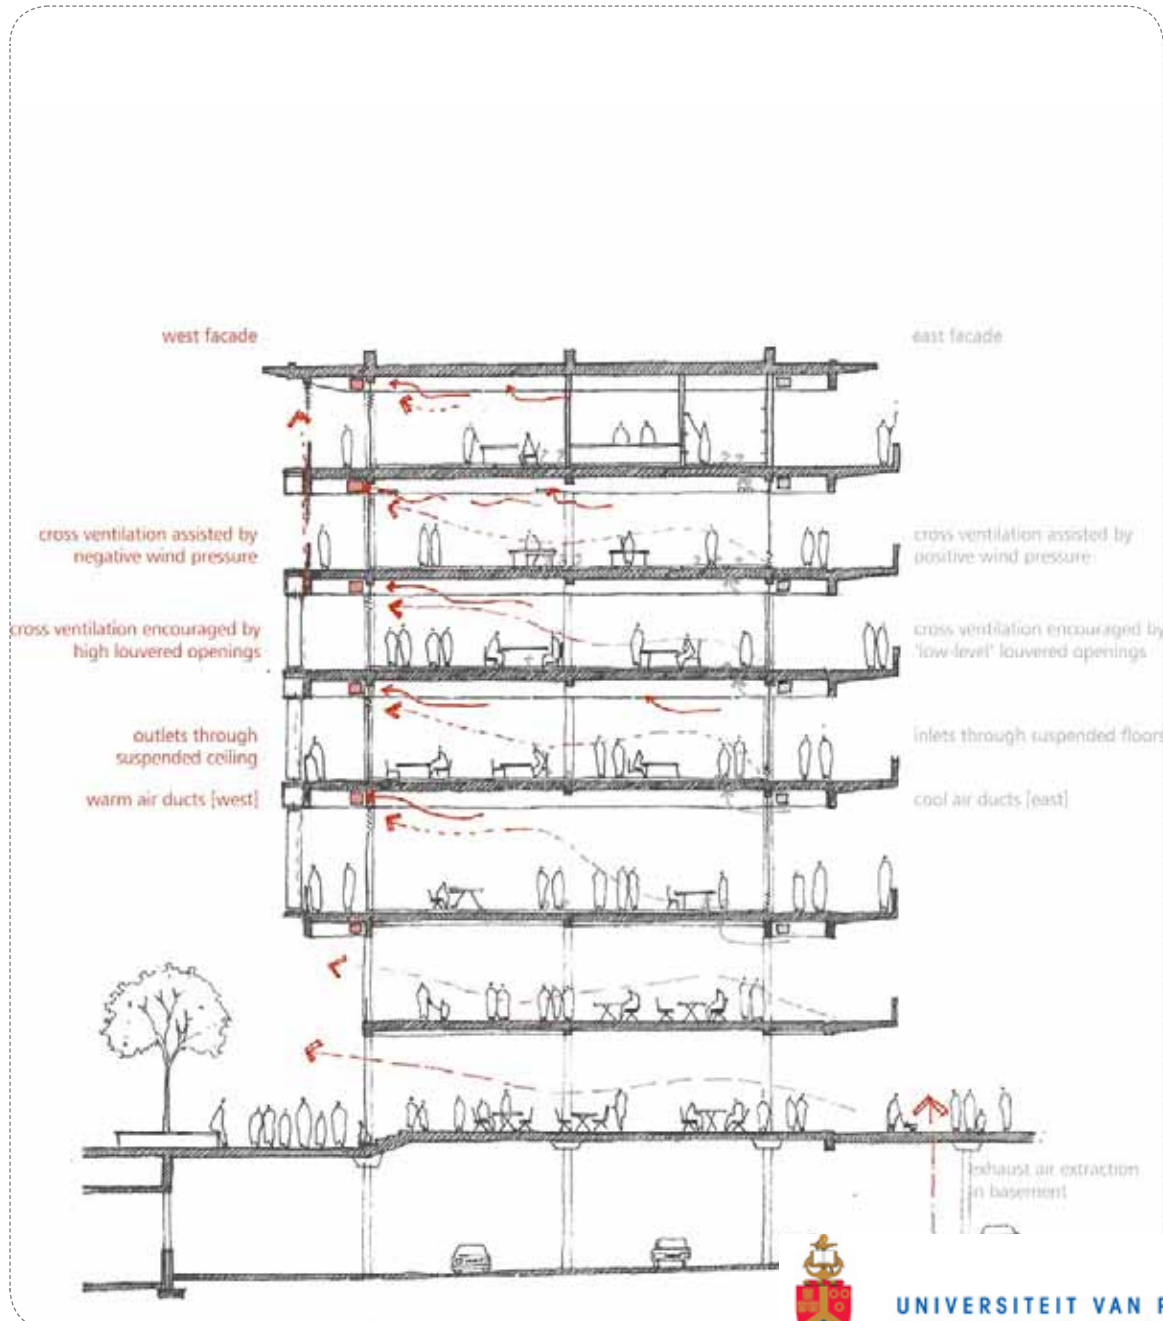 west facade
east facade
cross ventilation assisted by
negative wind pressure
cross ventilation assisted by
positive wind pressure
cross ventilation encouraged by
high louvered openings
cross ventilation encouraged by
'low-level' louvered openings
outlets through
suspended ceiling
inlets through suspended floors
warm air ducts [west]
cool air ducts [east]
exhaust air extraction
in basement
UNIVERSITEIT VAN